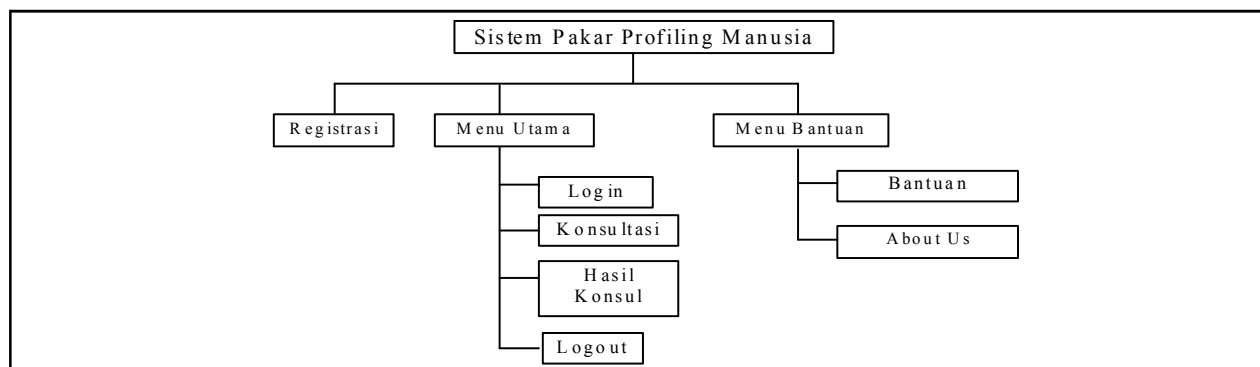 Sistem Pakar Profiling Manusia
Registrasi
Menu Utama
Menu Bantuan
Login
Konsultasi
Hasil
Konsul
Logout
Bantuan
About Us